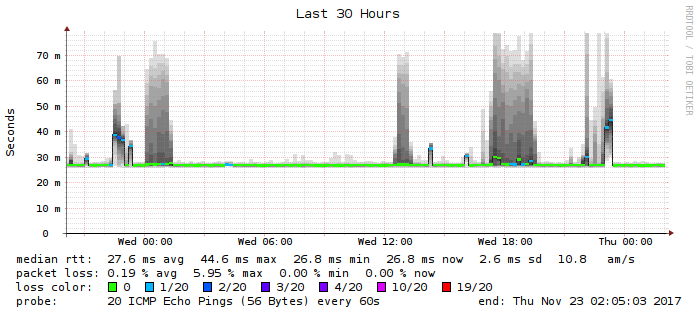 Last 30 Hours
RRDTOOL / TOBI OETIKER
Seconds
70 m
60 m
50 m
40 m
30 m
20 m
10 m
0
Wed 00:00 Wed 06:00 Wed 12:00 Wed 18:00 Thu 00:00
median rtt: 27.6 ms avg 44.6 ms max 26.8 ms min 26.8 ms now 2.6 ms sd 10.8 am/s
packet loss: 0.19 % avg 5.95 % max 0.00 % min 0.00 % now
loss color: 0 1/20 2/20 3/20 4/20 10/20 19/20
probe: 20 ICMP Echo Pings (56 Bytes) every 60s end: Thu Nov 23 02:05:03 2017